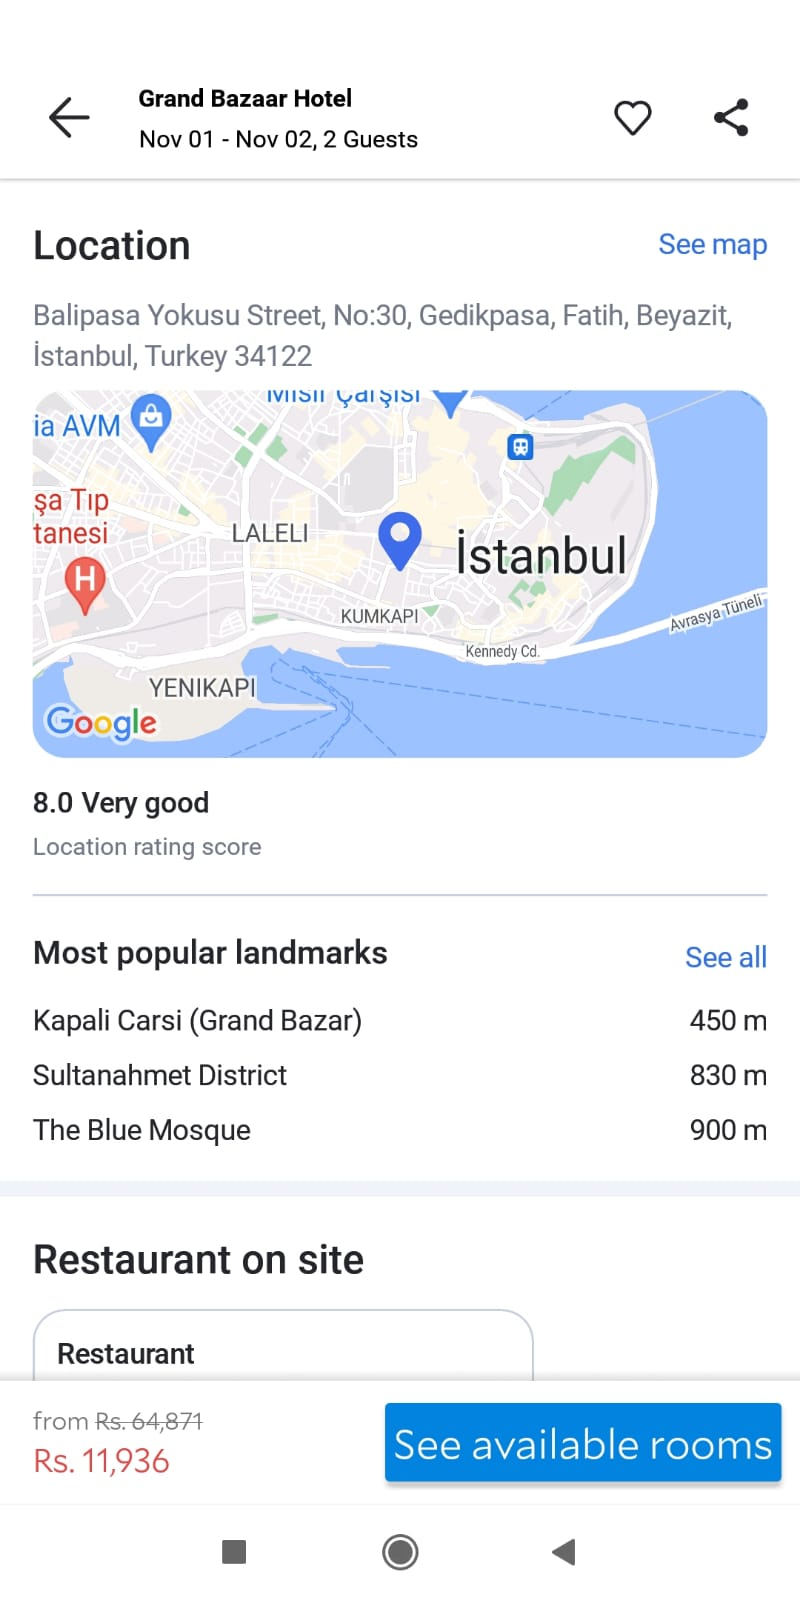 Grand Bazaar Hotel
Nov 01 - Nov 02, 2 Guests
Location
See map
Balipasa Yokusu Street, No:30, Gedikpasa, Fatih, Beyazit,
İstanbul, Turkey 34122
Mısır Çarşısı
ia AVM
şa Tıp
tanesi
H
LALELI
İstanbul
KUMKAPI
Avrasya Tüneli
Kennedy Cd.
YENIKAPI
Google
8.0 Very good
Location rating score
Most popular landmarks
See all
Kapali Carsi (Grand Bazar)
450 m
Sultanahmet District
830 m
The Blue Mosque
900 m
Restaurant on site
Restaurant
from Rs. 64,871
Rs. 11,936
See available rooms